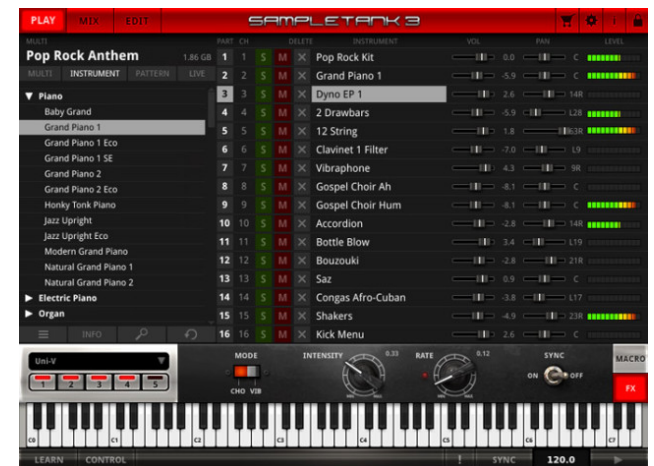 PLAY MIX EDIT SAMPLETANK 3 i
MULTI PART CH DELETE INSTRUMENT VOL PAN LEVEL
Pop Rock Anthem 1.86 GB 1 1 S M X Pop Rock Kit 0.0 C
MULTI INSTRUMENT PATTERN LIVE 2 2 S M X Grand Piano 1 -5.9 C
Piano 3 3 S M X Dyno EP 1 2.6 14R
Baby Grand 4 4 S M X 2 Drawbars -5.9 L28
Grand Piano 1 5 5 S M X 12 String 1.8 63R
Grand Piano 1 Eco 6 6 S M X Clavinet 1 Filter -7.0 L9
Grand Piano 1 SE 7 7 S M X Vibraphone 4.3 9R
Grand Piano 2 8 8 S M X Gospel Choir Ah -8.1 C
Grand Piano 2 Eco 9 9 S M X Gospel Choir Hum -8.1 C
Honky Tonk Piano 10 10 S M X Accordion -2.8 14R
Jazz Upright 11 11 S M X Bottle Blow 3.4 L19
Jazz Upright Eco 12 12 S M X Bouzouki -2.8 21R
Modern Grand Piano 13 13 S M X Saz 0.9 C
Natural Grand Piano 1 14 14 S M X Congas Afro-Cuban -3.8 L17
Natural Grand Piano 2 15 15 S M X Shakers -4.9 23R
Electric Piano 16 16 S M X Kick Menu 2.6 C
Organ
INFO
Uni-V MODE INTENSITY 0.33 RATE 0.12 SYNC MACRO
1 2 3 4 5 CHO VIB ON OFF FX
C0 C1 C2 C3 C4 C5 C6 C7
LEARN CONTROL ! SYNC 120.0